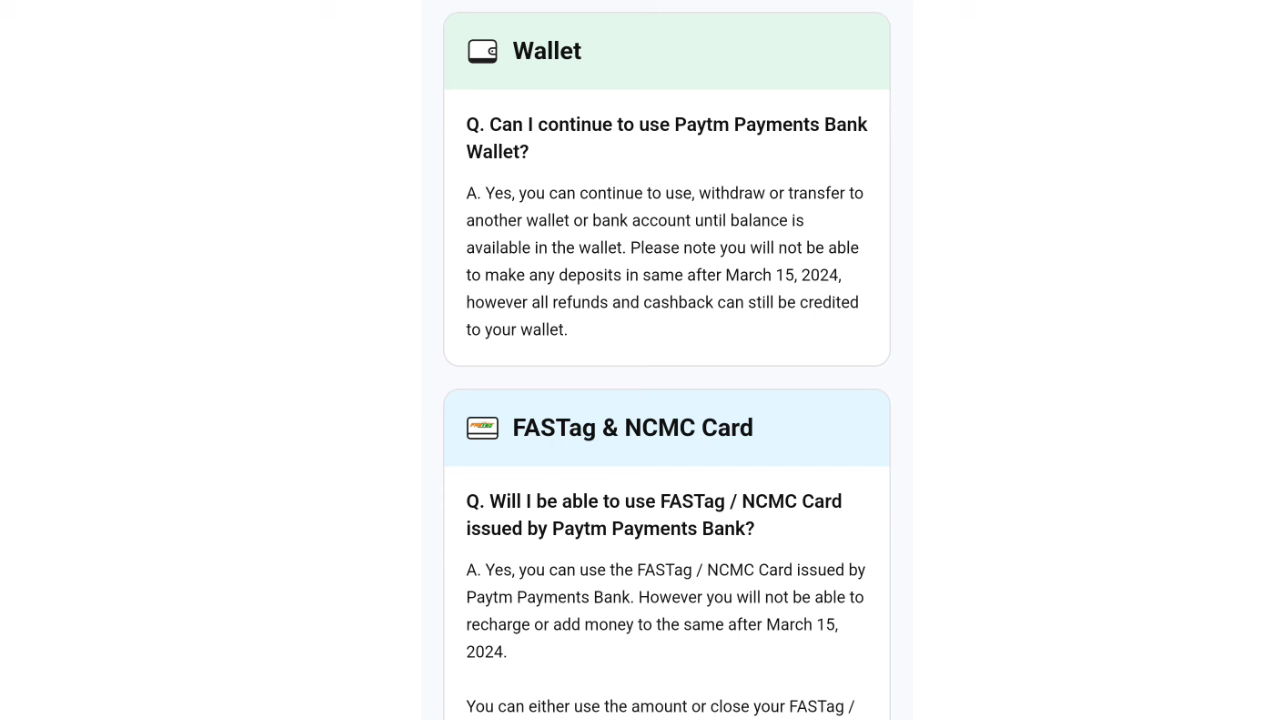 Wallet
Q. Can I continue to use Paytm Payments Bank
Wallet?
A. Yes, you can continue to use, withdraw or transfer to
another wallet or bank account until balance is
available in the wallet. Please note you will not be able
to make any deposits in same after March 15, 2024,
however all refunds and cashback can still be credited
to your wallet.
FASTag & NCMC Card
Q. Will I be able to use FASTag / NCMC Card
issued by Paytm Payments Bank?
A. Yes, you can use the FASTag / NCMC Card issued by
Paytm Payments Bank. However you will not be able to
recharge or add money to the same after March 15,
2024.
You can either use the amount or close your FASTag /